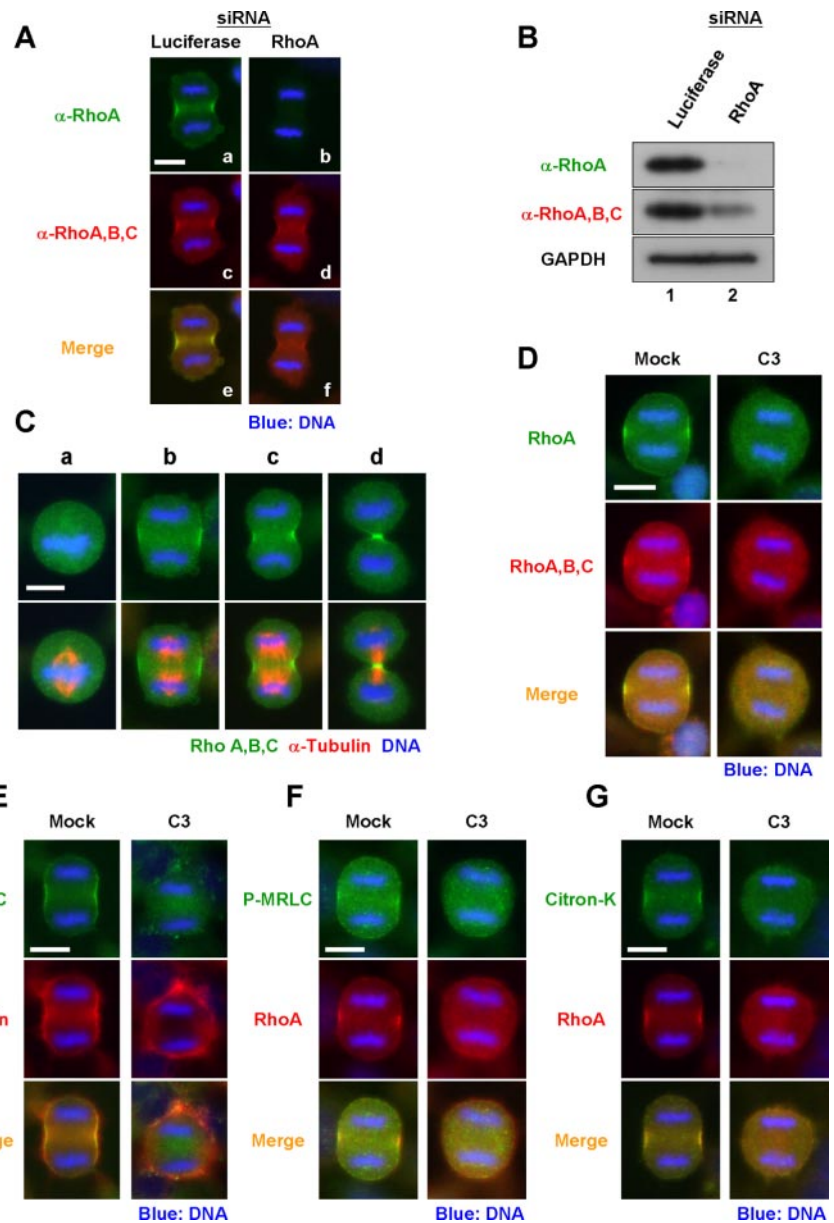 A
siRNA
Luciferase RhoA
α-RhoA
a b
α-RhoA,B,C
c d
Merge
e f
Blue: DNA
B
siRNA
Luciferase RhoA
α-RhoA
α-RhoA,B,C
GAPDH
1 2
C
a b c d
Rho A,B,C α-Tubulin DNA
D
Mock C3
RhoA
RhoA,B,C
Merge
Blue: DNA
Mock C3
Blue: DNA
F
Mock C3
P-MRLC
RhoA
Merge
Blue: DNA
G
Mock C3
Citron-K
RhoA
Merge
Blue: DNA